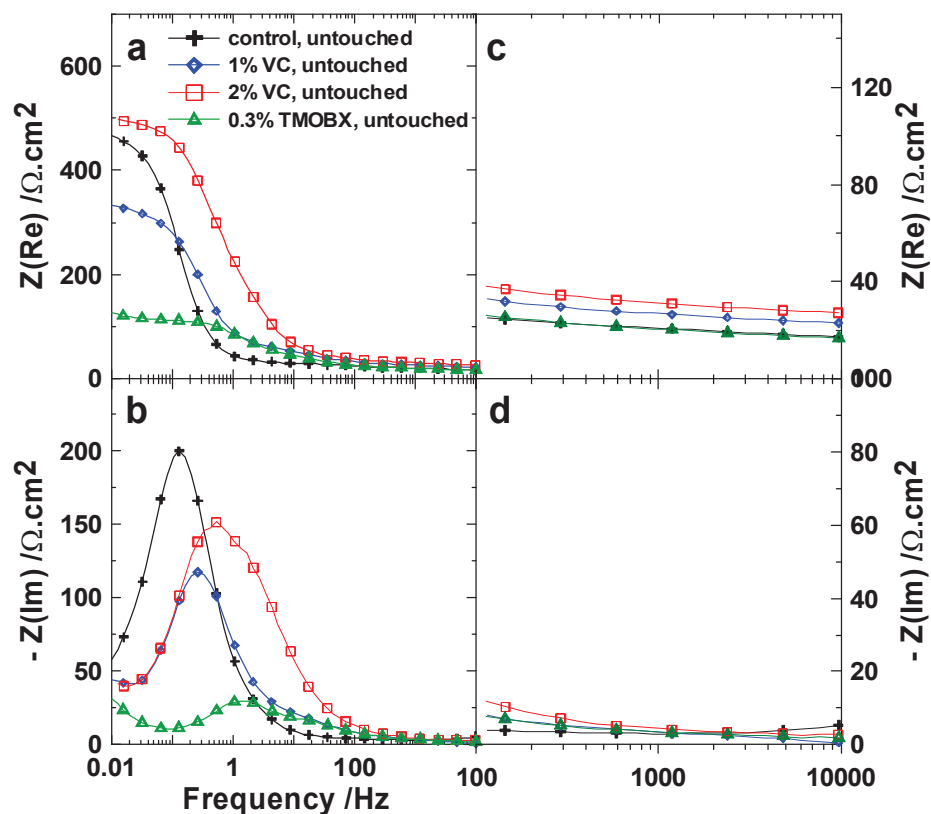 a
control, untouched
1% VC, untouched
2% VC, untouched
0.3% TMOBX, untouched
c
600
400
200
0
Z(Re) /Ω.cm²
120
80
40
0
Z(Re) /Ω.cm²
b
d
100
200
150
100
50
0
- Z(Im) /Ω.cm²
80
60
40
20
0
- Z(Im) /Ω.cm²
0.01
1
100
100
1000
10000
Frequency /Hz